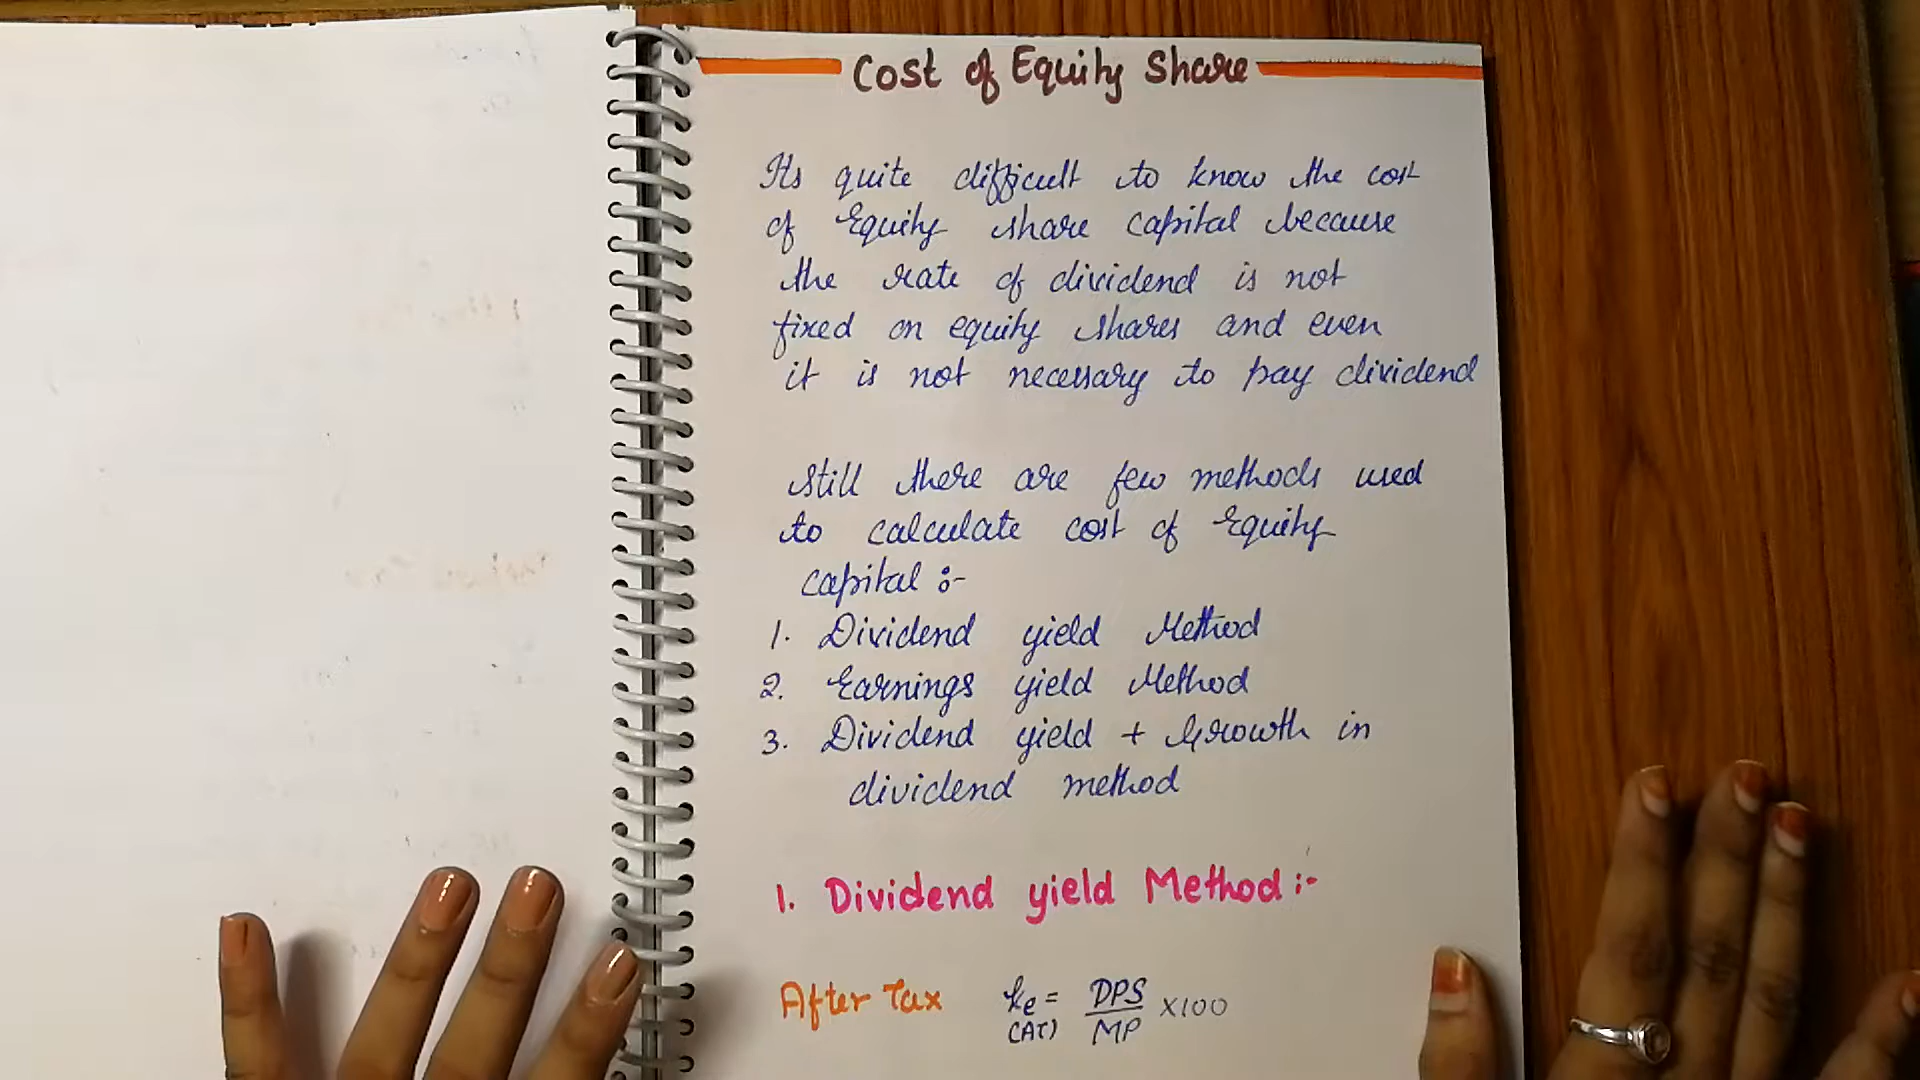 Cost of Equity Share
Its quite difficult to know the cost
of Equity share capital because
the rate of dividend is not
fixed on equity shares and even
it is not necessary to pay dividend
Still there are few methods used
to calculate cost of Equity
capital :-
1. Dividend yield Method
2. Earnings yield Method
3. Dividend yield + Growth in
dividend method
1. Dividend yield Method :-
After Tax ke = DPS/MP X100
(AT)